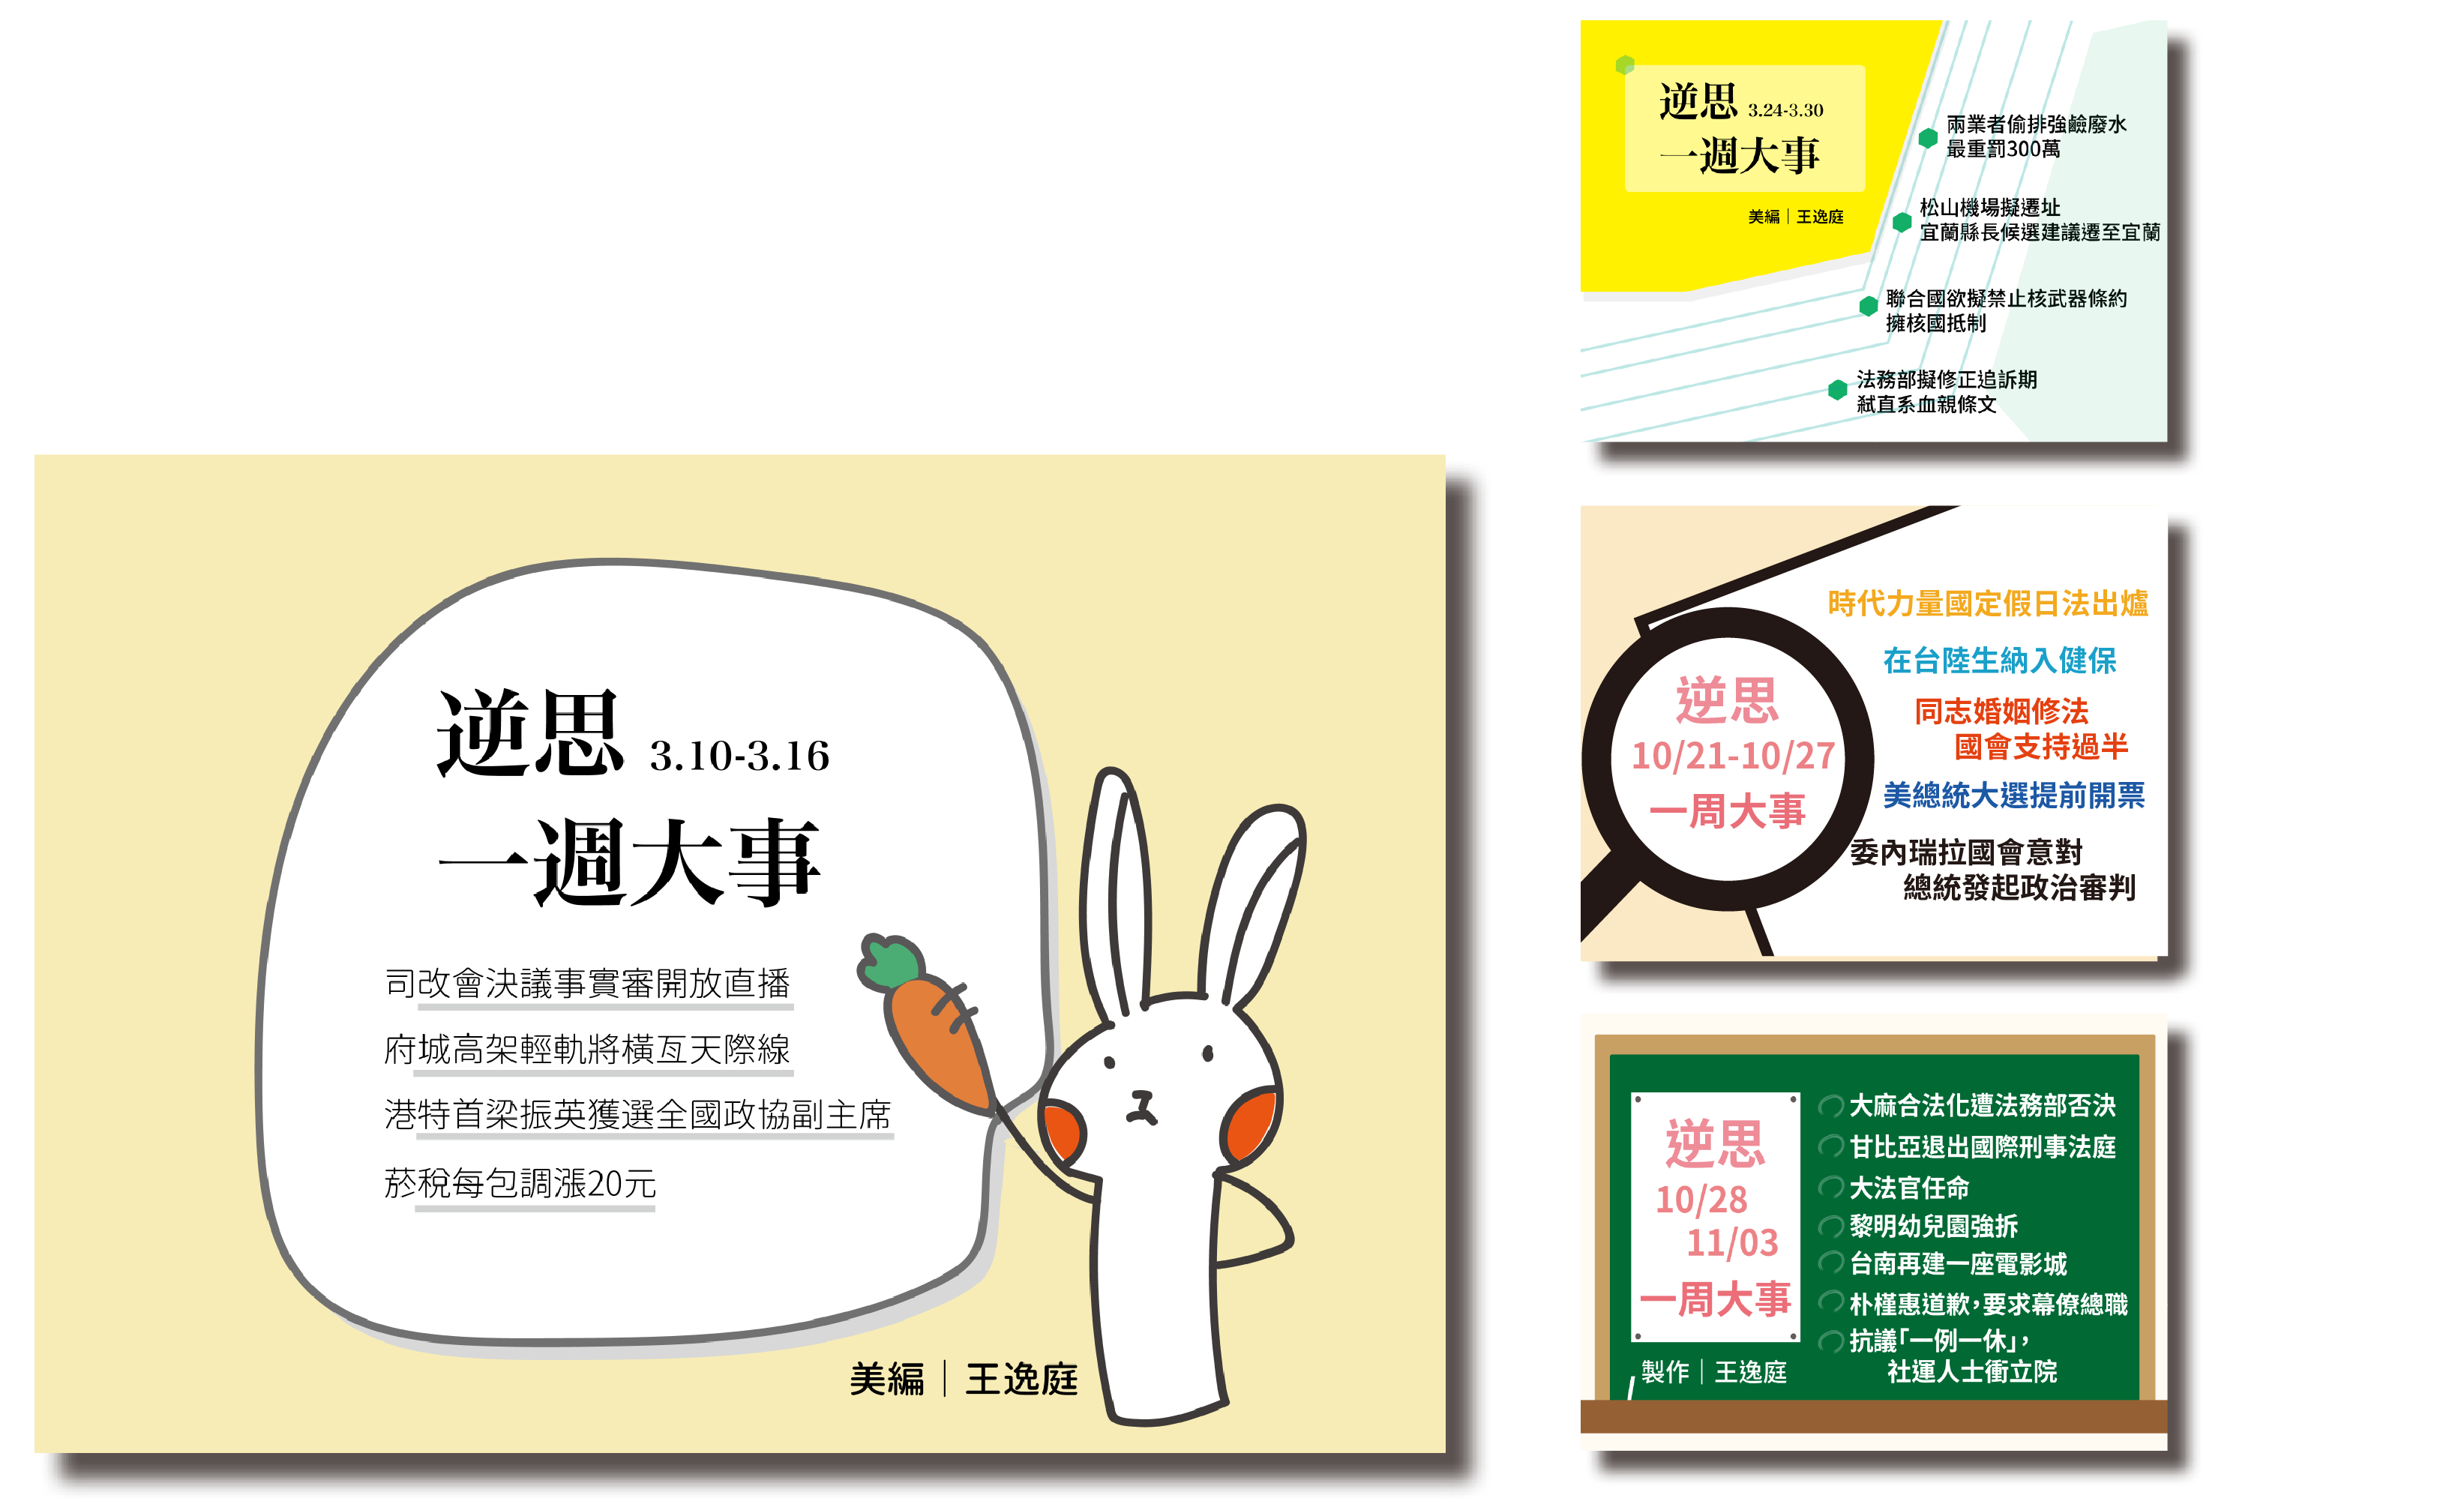 逆思 3.10-3.16
一週大事
司改會決議事實審開放直播
府城高架輕軌將橫亙天際線
港特首梁振英獲選全國政協副主席
菸稅每包調漲20元
美編｜王逸庭
逆思 3.24-3.30
一週大事
美編｜王逸庭
兩業者偷排強鹼廢水
最重罰300萬
松山機場擬遷址
宜蘭縣長候選建議遷至宜蘭
聯合國欲擬禁止核武器條約
擁核國抵制
法務部擬修正追訴期
弒直系血親條文
逆思
10/21-10/27
一周大事
時代力量國定假日法出爐
在台陸生納入健保
同志婚姻修法
國會支持過半
美總統大選提前開票
委內瑞拉國會意對
總統發起政治審判
逆思
10/28
11/03
一周大事
製作｜王逸庭
大麻合法化遭法務部否決
甘比亞退出國際刑事法庭
大法官任命
黎明幼兒園強拆
台南再建一座電影城
朴槿惠道歉，要求幕僚總職
抗議「一例一休」，
社運人士衝立院